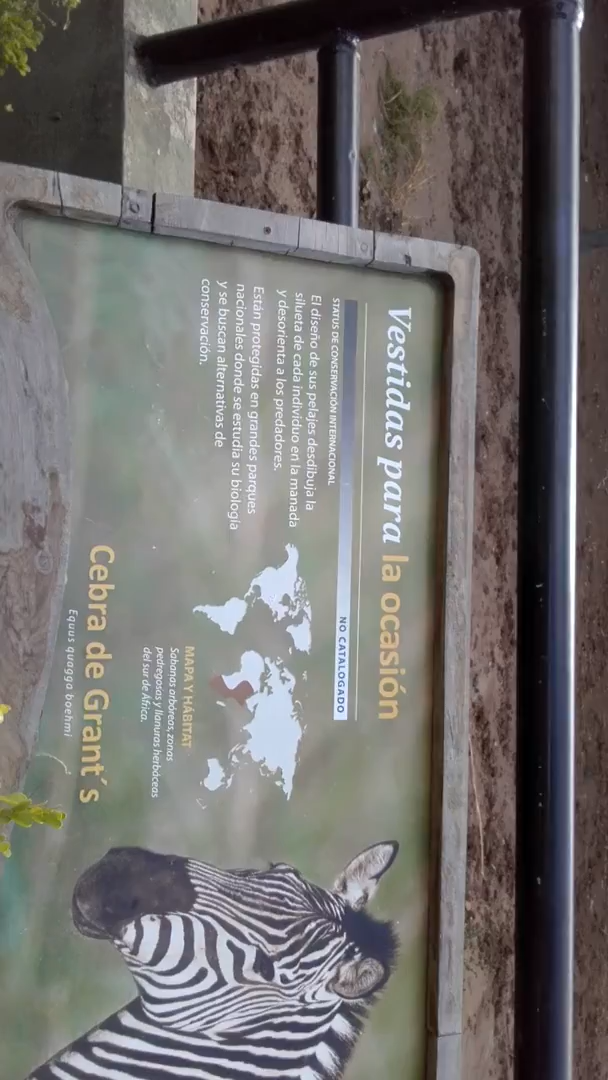 Vestidas para la ocasión
STATUS DE CONSERVACIÓN INTERNACIONAL
NO CATALOGADO
El diseño de sus pelajes desdibuja la
silueta de cada individuo en la manada
y desorienta a los predadores.
Están protegidas en grandes parques
nacionales donde se estudia su biología
y se buscan alternativas de
conservación.
MAPA Y HÁBITAT
Sabanas arbóreas, zonas
pedregosas y llanuras herbáceas
del sur de África.
Cebra de Grant´s
Equus quagga boehmi